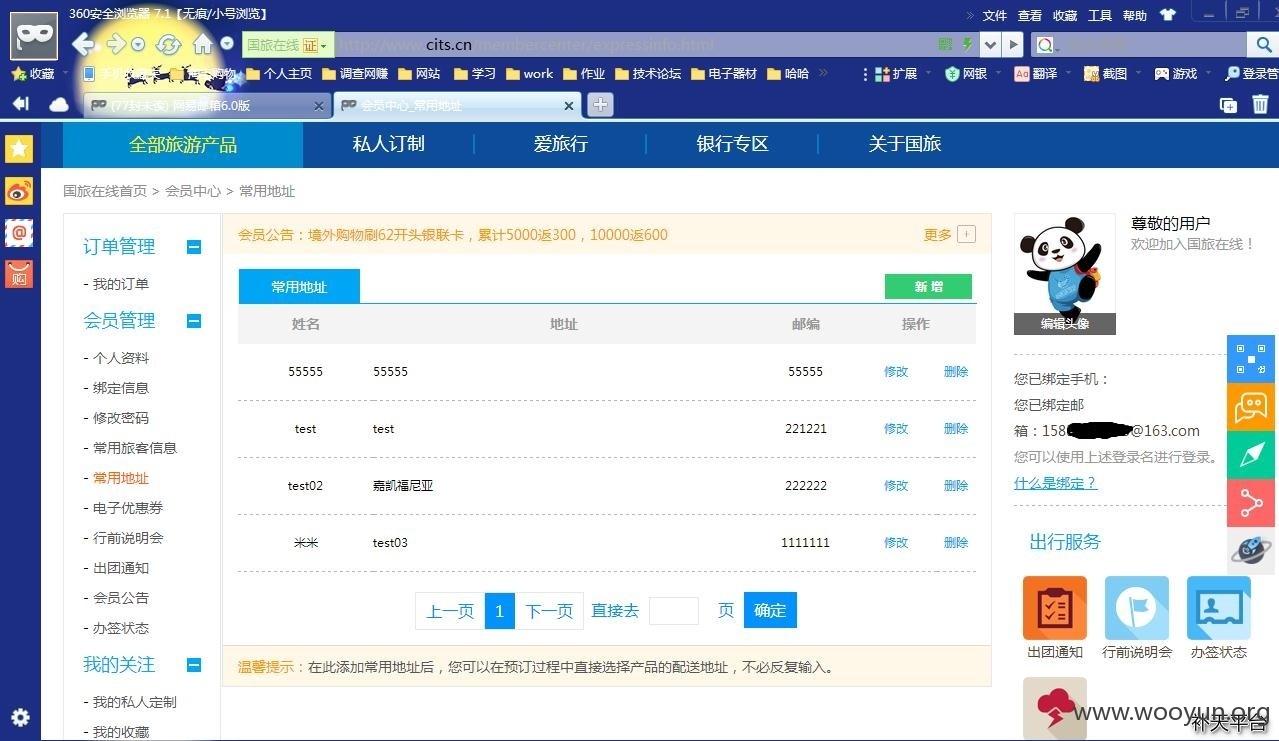 360安全浏览器 7.1【无痕/小号浏览】
文件 查看 收藏 工具 帮助
国旅在线 证 http://www.cits.cn/membercenter/expressinfo.html
收藏 个人主页 调查网赚 网站 学习 work 作业 技术论坛 电子器材 哈哈 扩展 网银 翻译 截图 游戏 登录管
网易邮箱6.0版 会员中心_常用地址
全部旅游产品 私人订制 爱旅行 银行专区 关于国旅
国旅在线首页 > 会员中心 > 常用地址
订单管理
- 我的订单
会员管理
- 个人资料
- 绑定信息
- 修改密码
- 常用旅客信息
- 常用地址
- 电子优惠券
- 行前说明会
- 出团通知
- 会员公告
- 办签状态
我的关注
- 我的私人定制
- 我的收藏
会员公告：境外购物刷62开头银联卡，累计5000返300，10000返600 更多 +
常用地址 新 增
姓名 地址 邮编 操作
55555 55555 55555 修改 删除
test test 221221 修改 删除
test02 嘉凯福尼亚 222222 修改 删除
米米 test03 1111111 修改 删除
上一页 1 下一页 直接去 页 确定
温馨提示：在此添加常用地址后，您可以在预订过程中直接选择产品的配送地址，不必反复输入。
尊敬的用户
欢迎加入国旅在线！
编辑头像
您已绑定手机：
您已绑定邮
箱：158 @163.com
您可以使用上述登录名进行登录。
什么是绑定？
出行服务
出团通知 行前说明会 办签状态
www.wooyun.org
补天平台